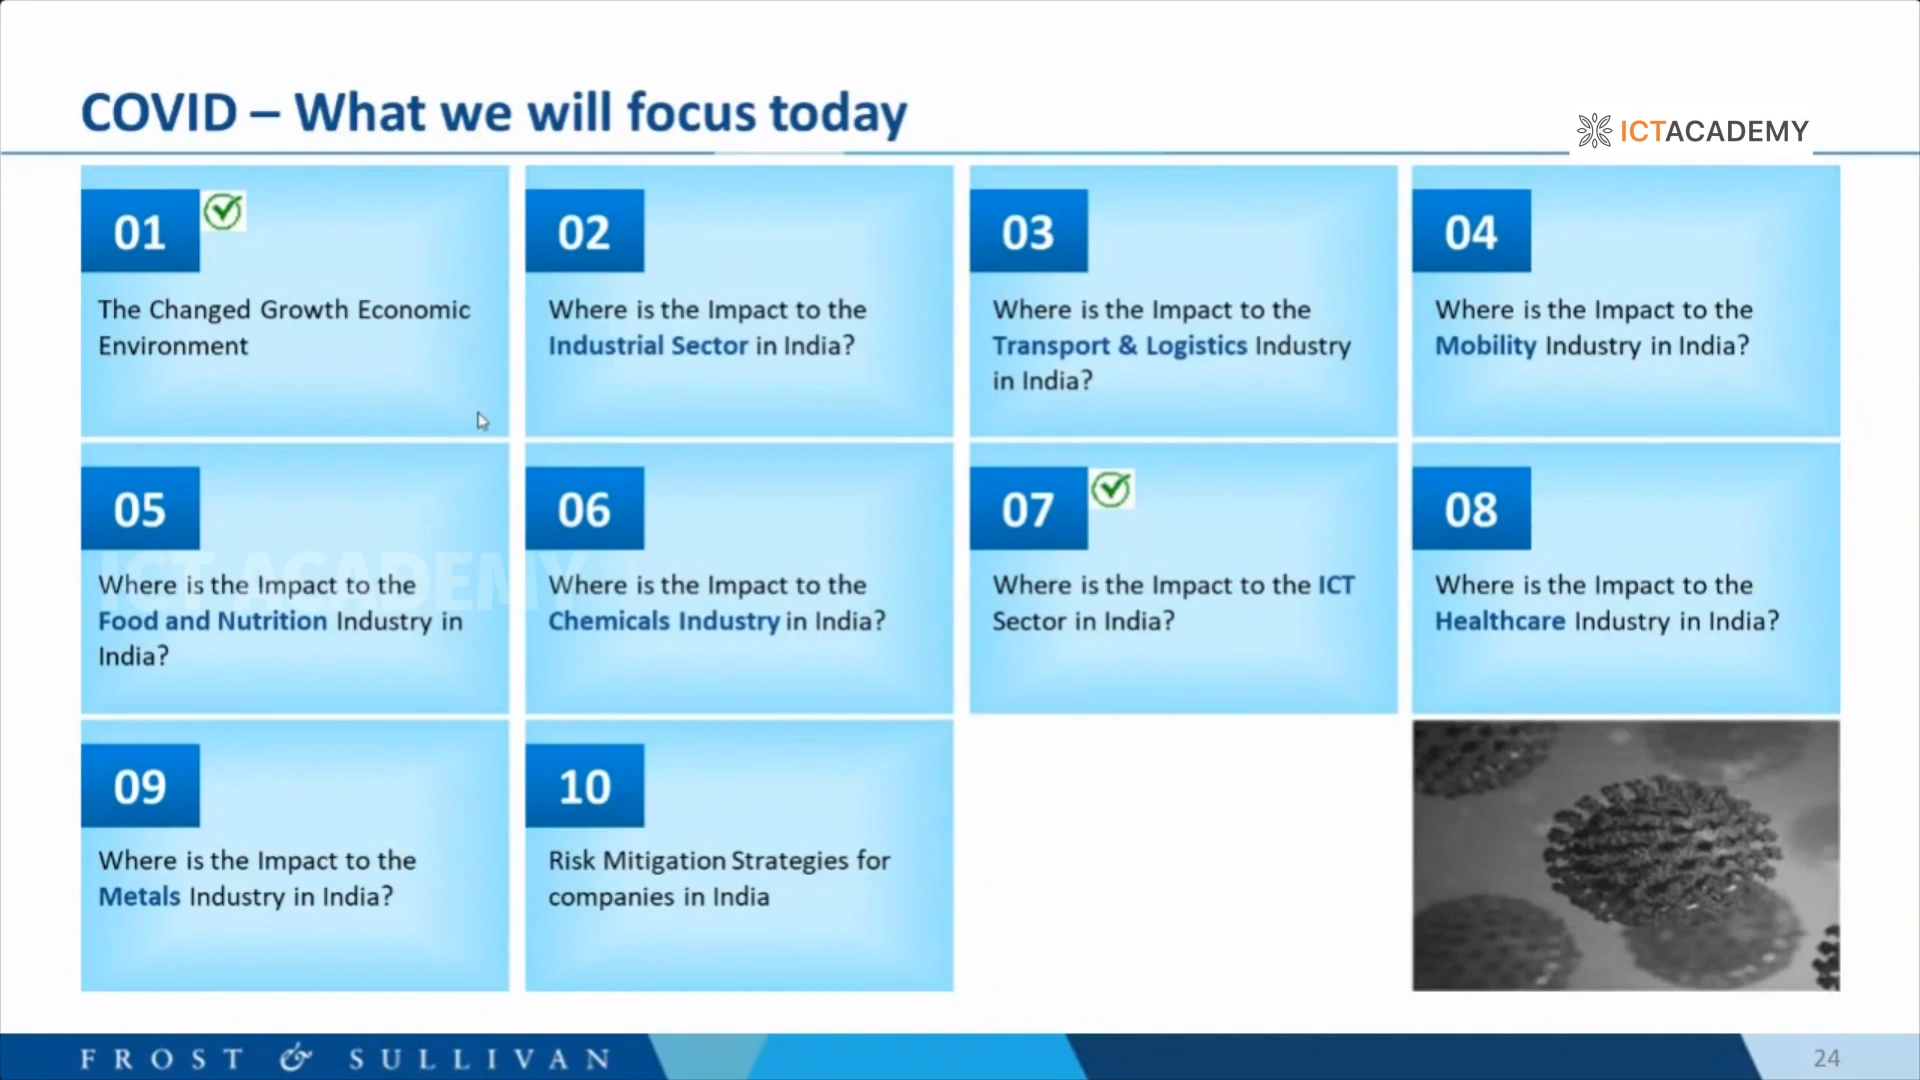 COVID – What we will focus today
ICTACADEMY
01
The Changed Growth Economic
Environment
02
Where is the Impact to the
Industrial Sector in India?
03
Where is the Impact to the
Transport & Logistics Industry
in India?
04
Where is the Impact to the
Mobility Industry in India?
05
Where is the Impact to the
Food and Nutrition Industry in
India?
ICT ACADEMY
06
Where is the Impact to the
Chemicals Industry in India?
07
Where is the Impact to the ICT
Sector in India?
08
Where is the Impact to the
Healthcare Industry in India?
09
Where is the Impact to the
Metals Industry in India?
10
Risk Mitigation Strategies for
companies in India
FROST & SULLIVAN
24